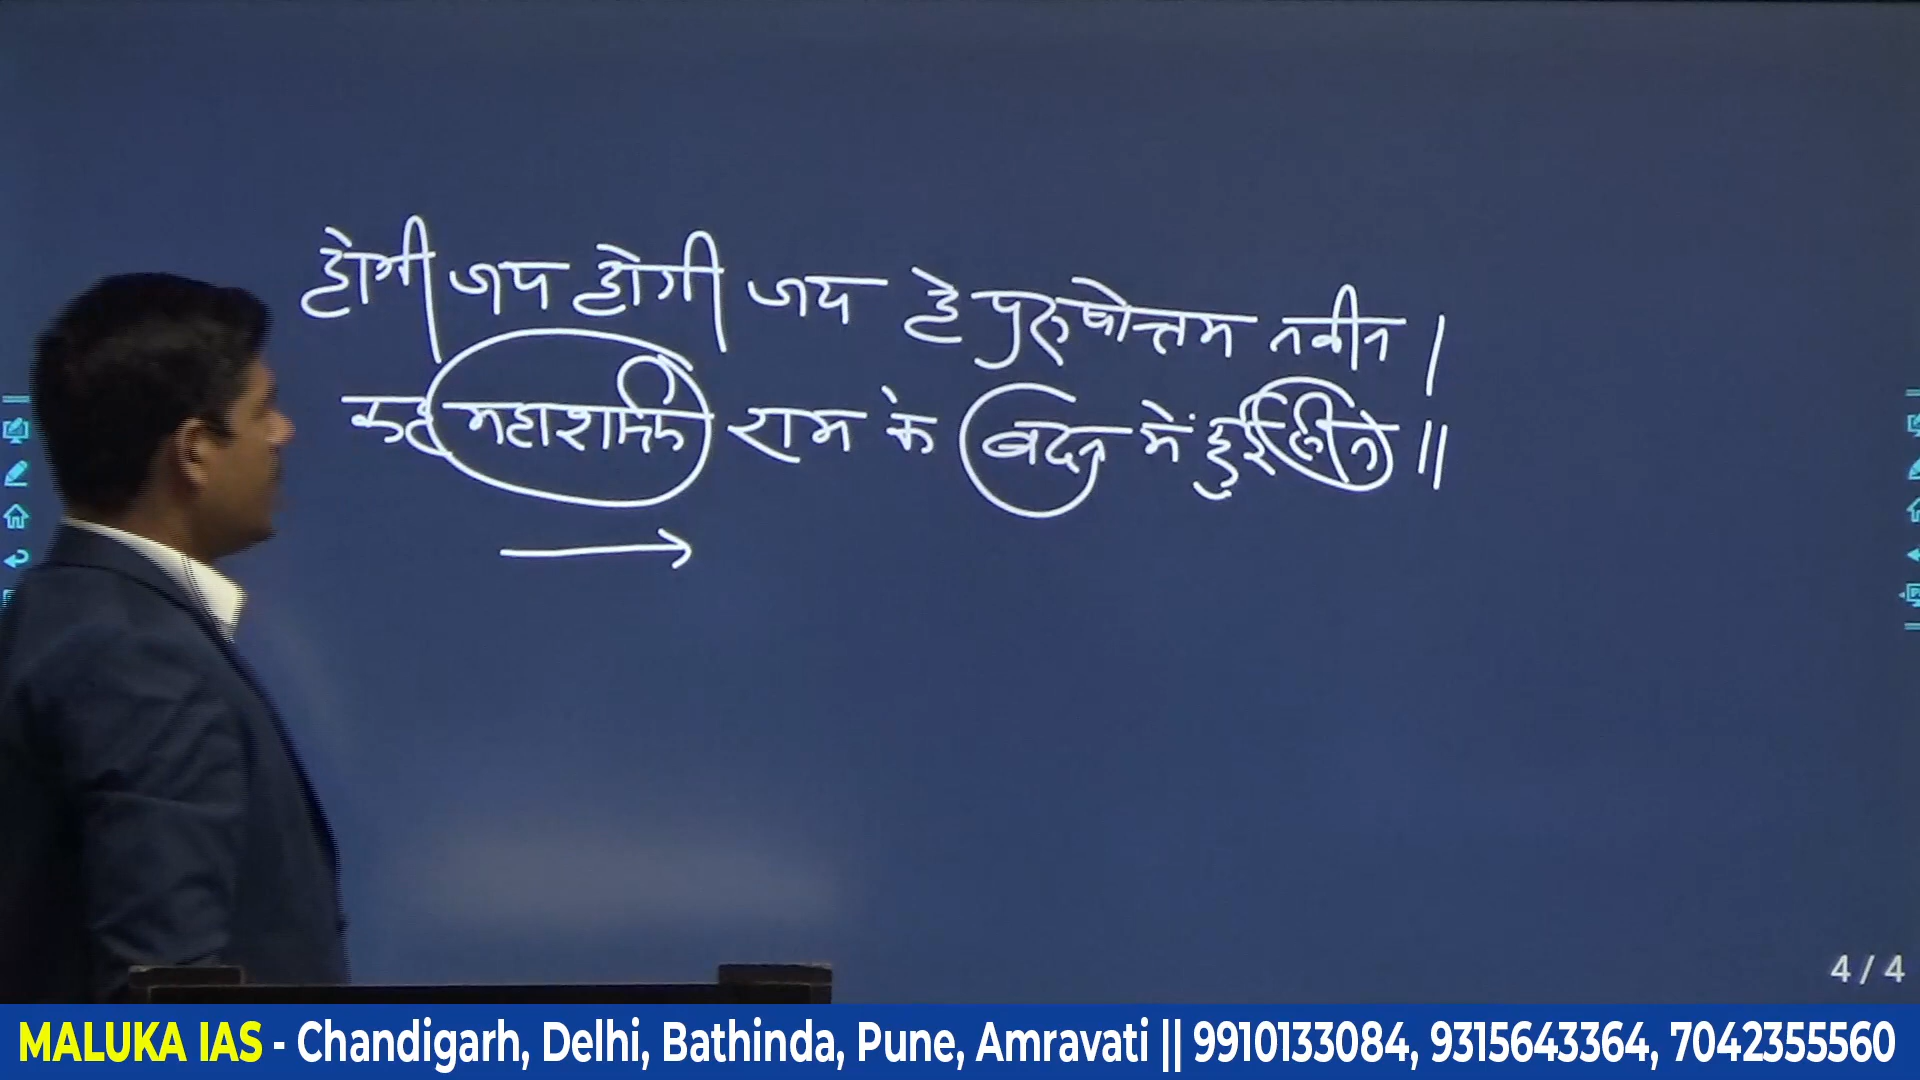 होगी जय होगी जय हे पुरुषोत्तम नवीन ।
कह महाशक्ति राम के बदन में हुई लीन ॥
4 / 4
MALUKA IAS - Chandigarh, Delhi, Bathinda, Pune, Amravati || 9910133084, 9315643364, 7042355560